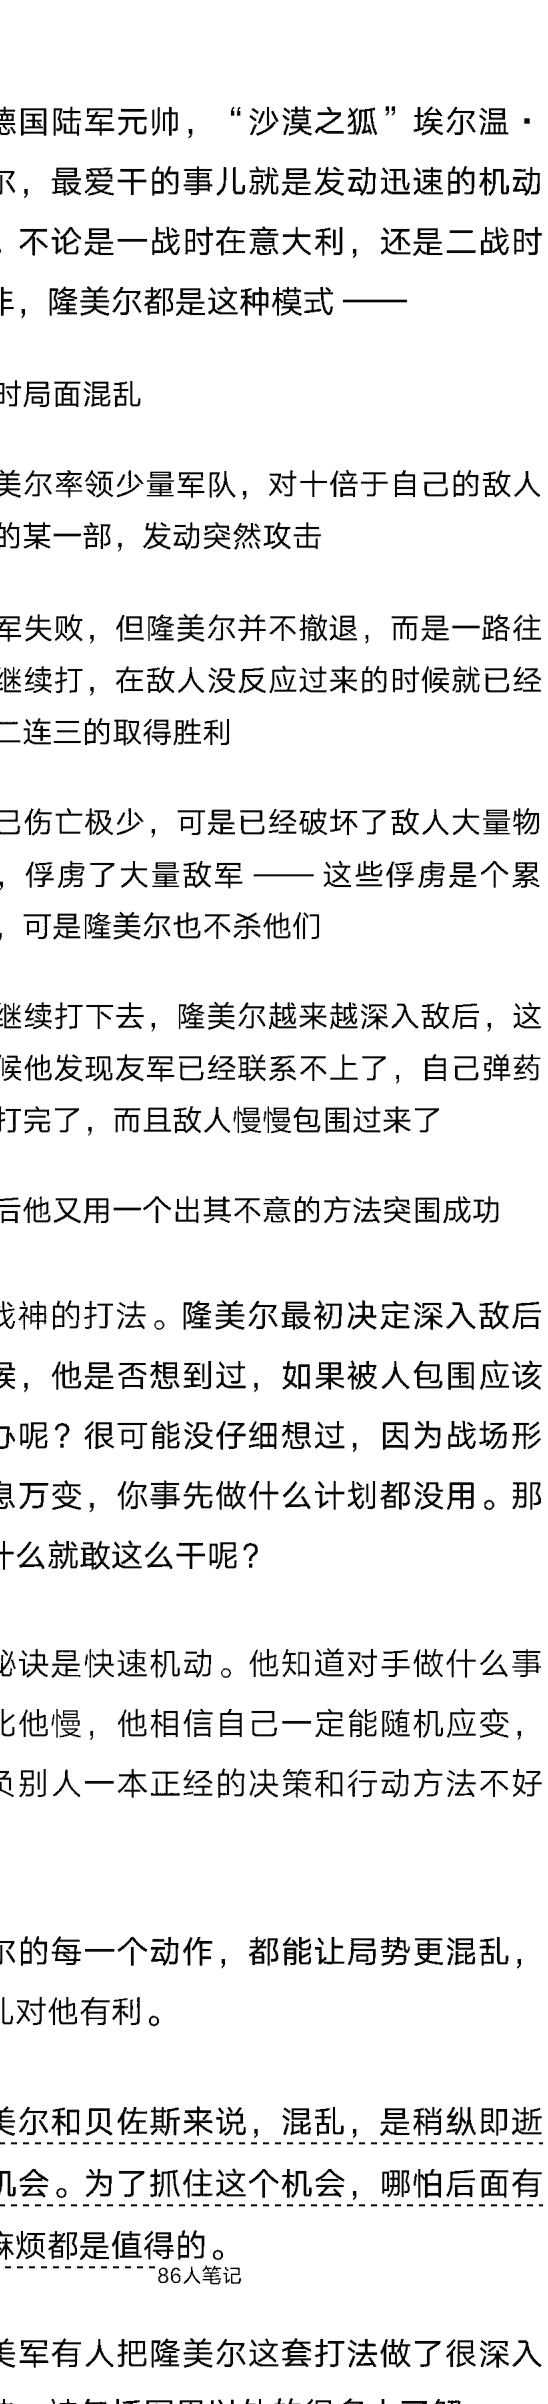 德国陆军元帅，“沙漠之狐”埃尔温·
尔，最爱干的事儿就是发动迅速的机动
。不论是一战时在意大利，还是二战时
非，隆美尔都是这种模式 ——
时局面混乱
美尔率领少量军队，对十倍于自己的敌人
的某一部，发动突然攻击
军失败，但隆美尔并不撤退，而是一路往
继续打，在敌人没反应过来的时候就已经
二连三的取得胜利
己伤亡极少，可是已经破坏了敌人大量物
，俘虏了大量敌军 —— 这些俘虏是个累
，可是隆美尔也不杀他们
继续打下去，隆美尔越来越深入敌后，这
候他发现友军已经联系不上了，自己弹药
打完了，而且敌人慢慢包围过来了
后他又用一个出其不意的方法突围成功
战神的打法。隆美尔最初决定深入敌后
候，他是否想到过，如果被人包围应该
办呢？很可能没仔细想过，因为战场形
息万变，你事先做什么计划都没用。那
什么就敢这么干呢？
秘诀是快速机动。他知道对手做什么事
比他慢，他相信自己一定能随机应变，
负别人一本正经的决策和行动方法不好
尔的每一个动作，都能让局势更混乱，
乱对他有利。
美尔和贝佐斯来说，混乱，是稍纵即逝
机会。为了抓住这个机会，哪怕后面有
麻烦都是值得的。
86人笔记
美军有人把隆美尔这套打法做了很深入